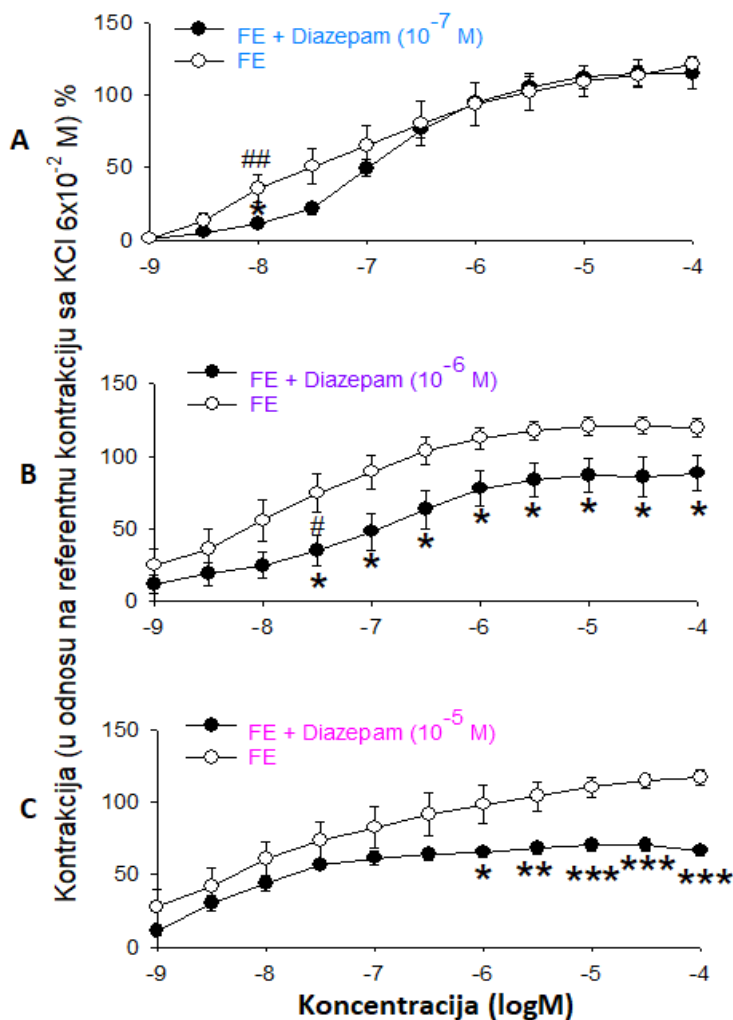 Kontrakcija (u odnosu na referentnu kontrakciju sa KCl 6x10⁻² M) %
A
FE + Diazepam (10⁻⁷ M)
FE
150
100
50
0
##
*
-9 -8 -7 -6 -5 -4
B
FE + Diazepam (10⁻⁶ M)
FE
150
100
50
0
#
* * * * * * *
-9 -8 -7 -6 -5 -4
C
FE + Diazepam (10⁻⁵ M)
FE
150
100
50
0
* ** *** *** ***
-9 -8 -7 -6 -5 -4
Koncentracija (logM)